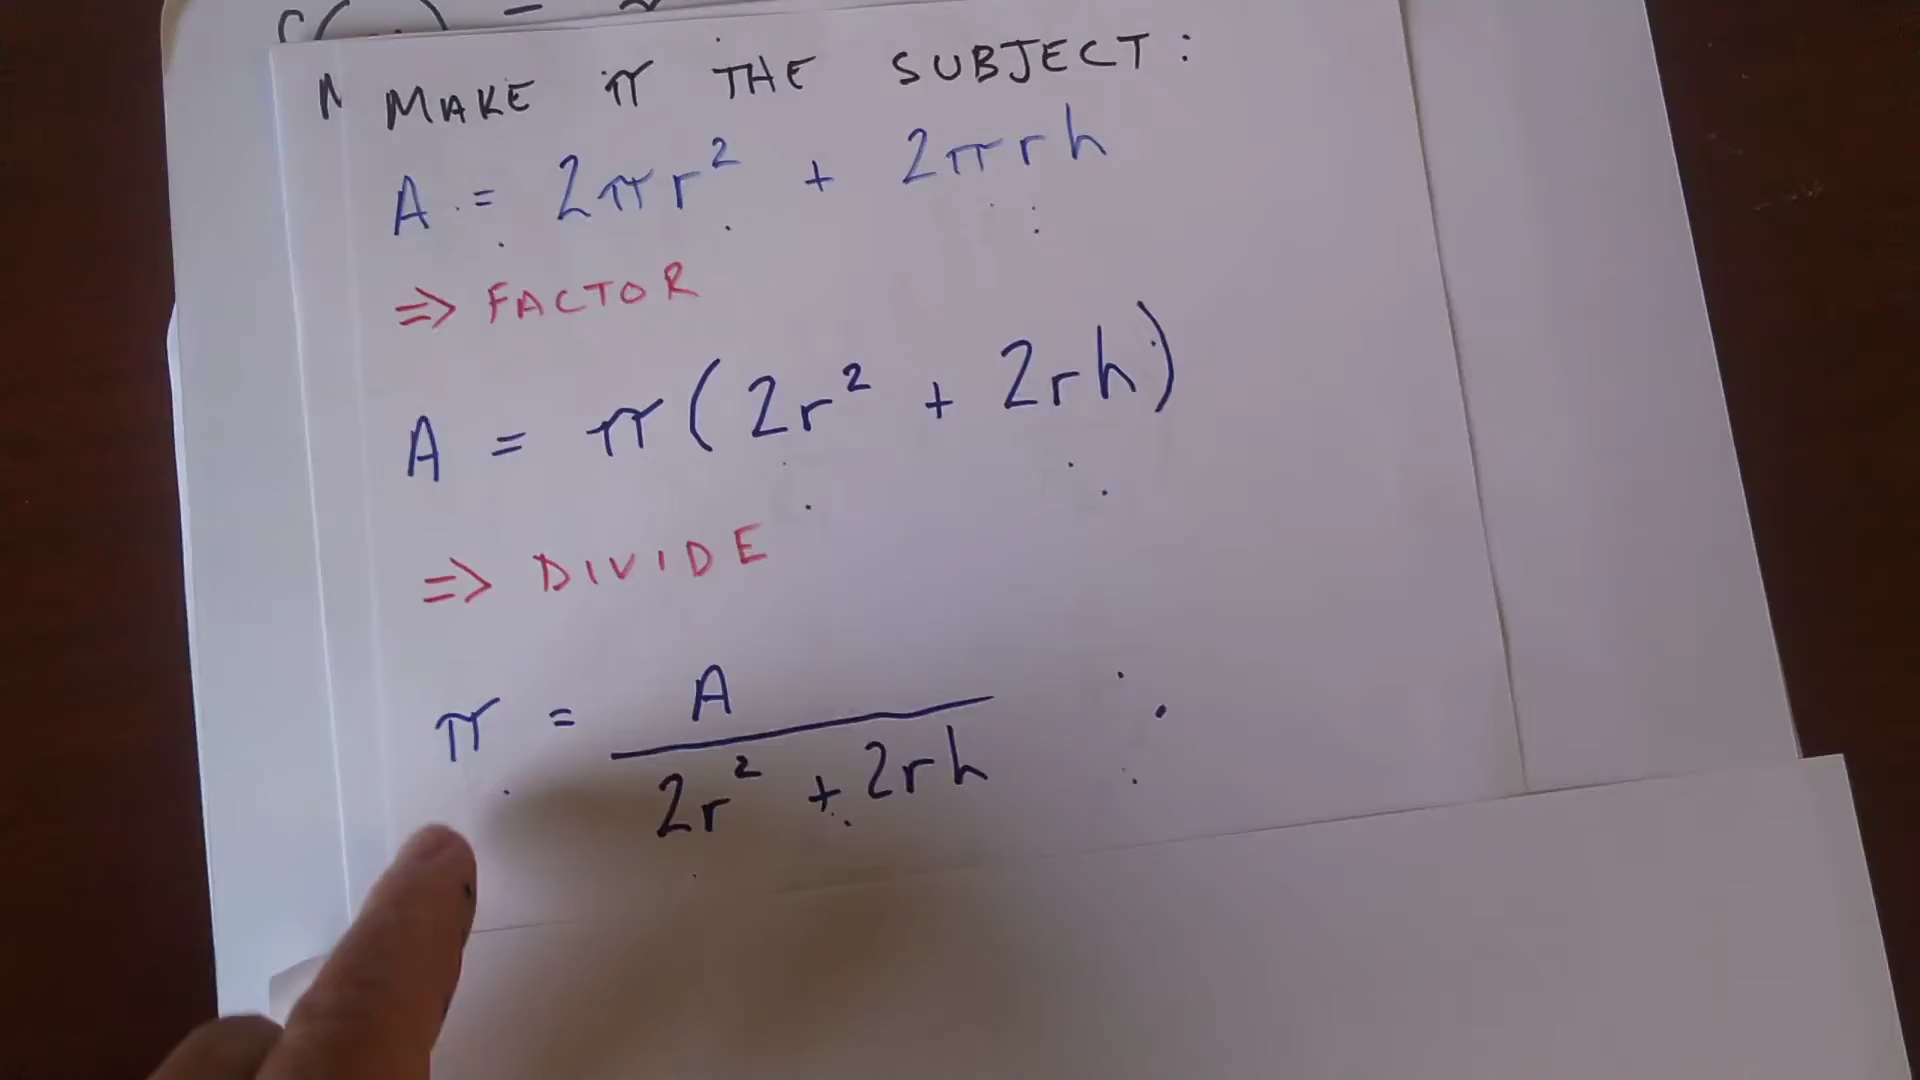 MAKE π THE SUBJECT:
A = 2πr² + 2πrh
=> FACTOR
A = π(2r² + 2rh)
=> DIVIDE
π = A / (2r² + 2rh)